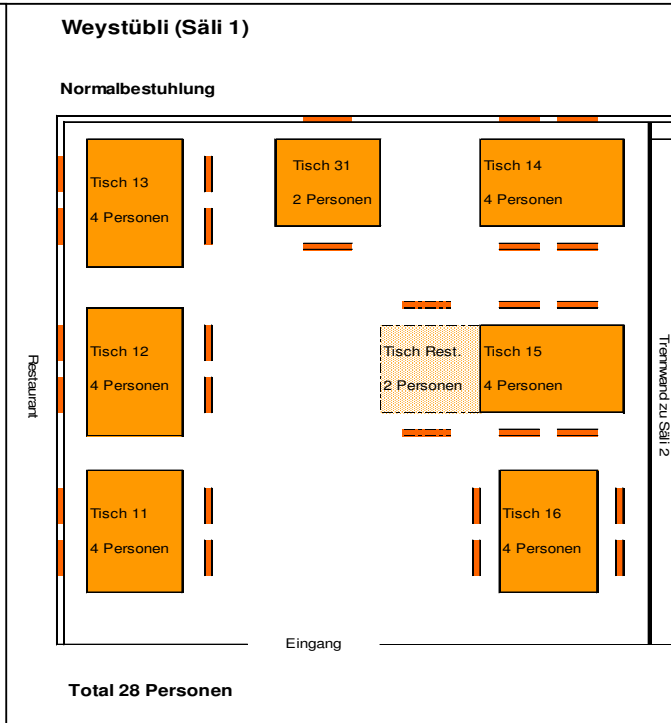 Weystübli (Säli 1)
Normalbestuhlung
Tisch 13
4 Personen
Tisch 31
2 Personen
Tisch 14
4 Personen
Tisch 12
4 Personen
Tisch Rest.
2 Personen
Tisch 15
4 Personen
Restaurant
Trennwand zu Säli 2
Tisch 11
4 Personen
Tisch 16
4 Personen
Eingang
Total 28 Personen